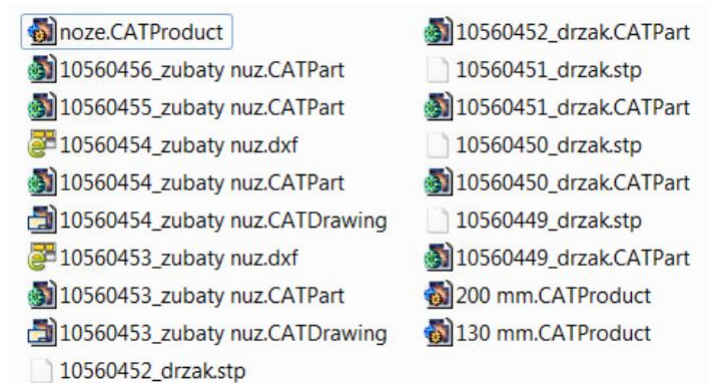 noze.CATProduct
10560456_zubaty nuz.CATPart
10560455_zubaty nuz.CATPart
10560454_zubaty nuz.dxf
10560454_zubaty nuz.CATPart
10560454_zubaty nuz.CATDrawing
10560453_zubaty nuz.dxf
10560453_zubaty nuz.CATPart
10560453_zubaty nuz.CATDrawing
10560452_drzak.stp
10560452_drzak.CATPart
10560451_drzak.stp
10560451_drzak.CATPart
10560450_drzak.stp
10560450_drzak.CATPart
10560449_drzak.stp
10560449_drzak.CATPart
200 mm.CATProduct
130 mm.CATProduct